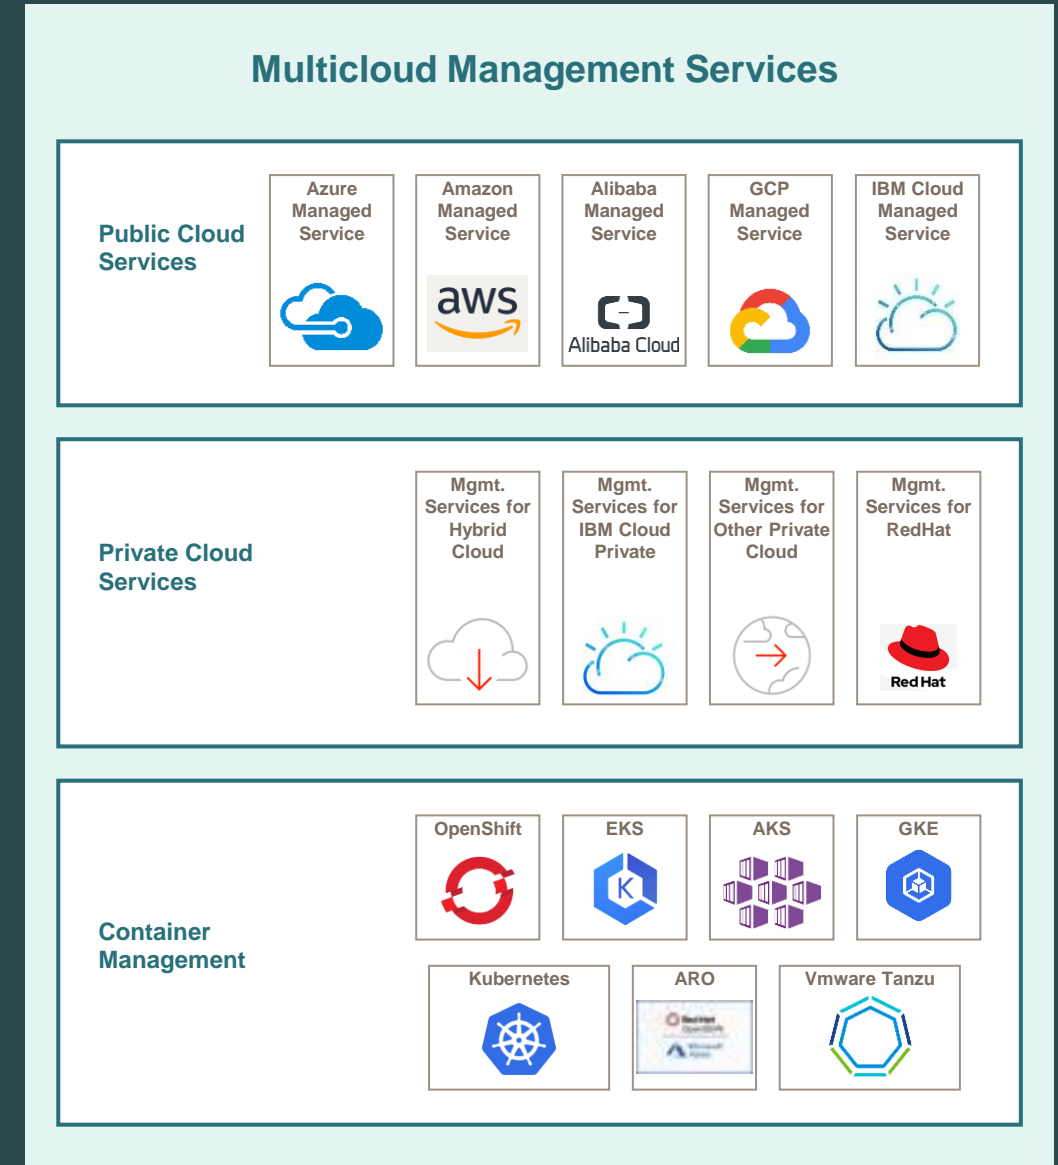 Multicloud Management Services
Public Cloud
Services
Azure
Managed
Service
Amazon
Managed
Service
aws
Alibaba
Managed
Service
Alibaba Cloud
GCP
Managed
Service
IBM Cloud
Managed
Service
Private Cloud
Services
Mgmt.
Services for
Hybrid
Cloud
Mgmt.
Services for
IBM Cloud
Private
Mgmt.
Services for
Other Private
Cloud
Mgmt.
Services for
RedHat
Red Hat
Container
Management
OpenShift
EKS
K
AKS
GKE
Kubernetes
ARO
Vmware Tanzu